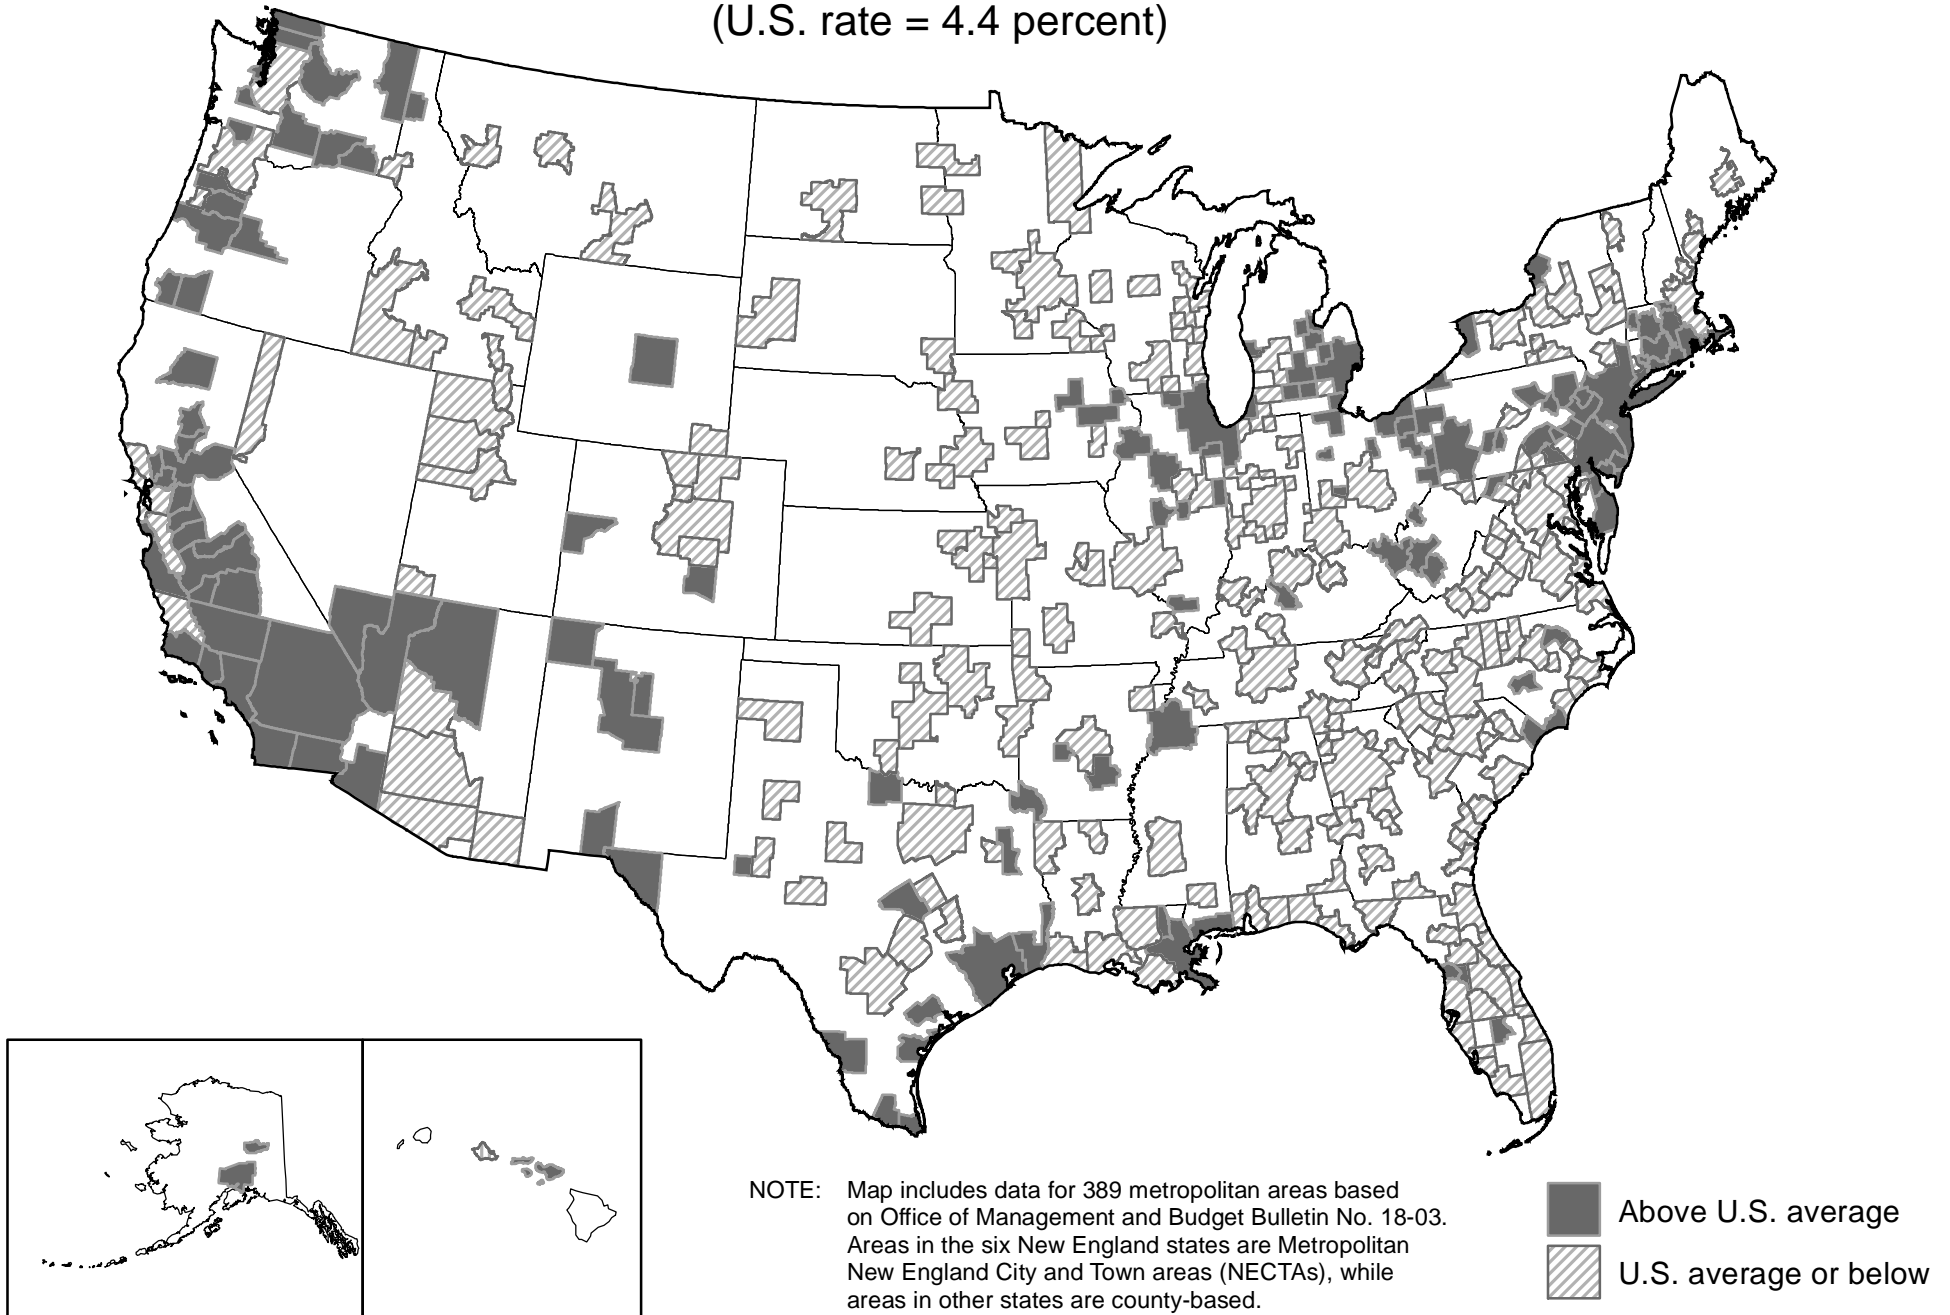 (U.S. rate = 4.4 percent)
NOTE: Map includes data for 389 metropolitan areas based
on Office of Management and Budget Bulletin No. 18-03.
Areas in the six New England states are Metropolitan
New England City and Town areas (NECTAs), while
areas in other states are county-based.
Above U.S. average
U.S. average or below